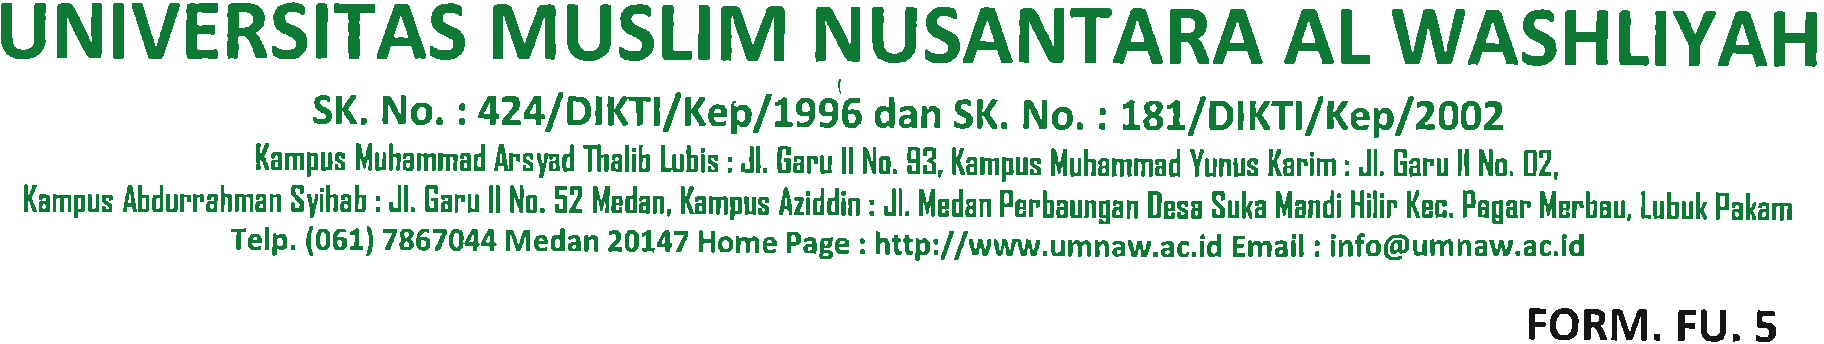 UNIVERSITAS MUSLIM NUSANTARA AL WASHLIYAH
SK. No. : 424/DIKTI/Kep/1996 dan SK. No. : 181/DIKTI/Kep/2002
Kampus Muhammad Arsyad Thalib Lubis : Jl. Garu II No. 93, Kampus Muhammad Yunus Karim : Jl. Garu II No. 02,
Kampus Abdurrahman Syihab : Jl. Garu II No. 52 Medan, Kampus Aziddin : Jl. Medan Perbaungan Desa Suka Mandi Hilir Kec. Pagar Merbau, Lubuk Pakam
Telp. (061) 7867044 Medan 20147 Home Page : http://www.umnaw.ac.id Email : info@umnaw.ac.id
FORM. FU. 5